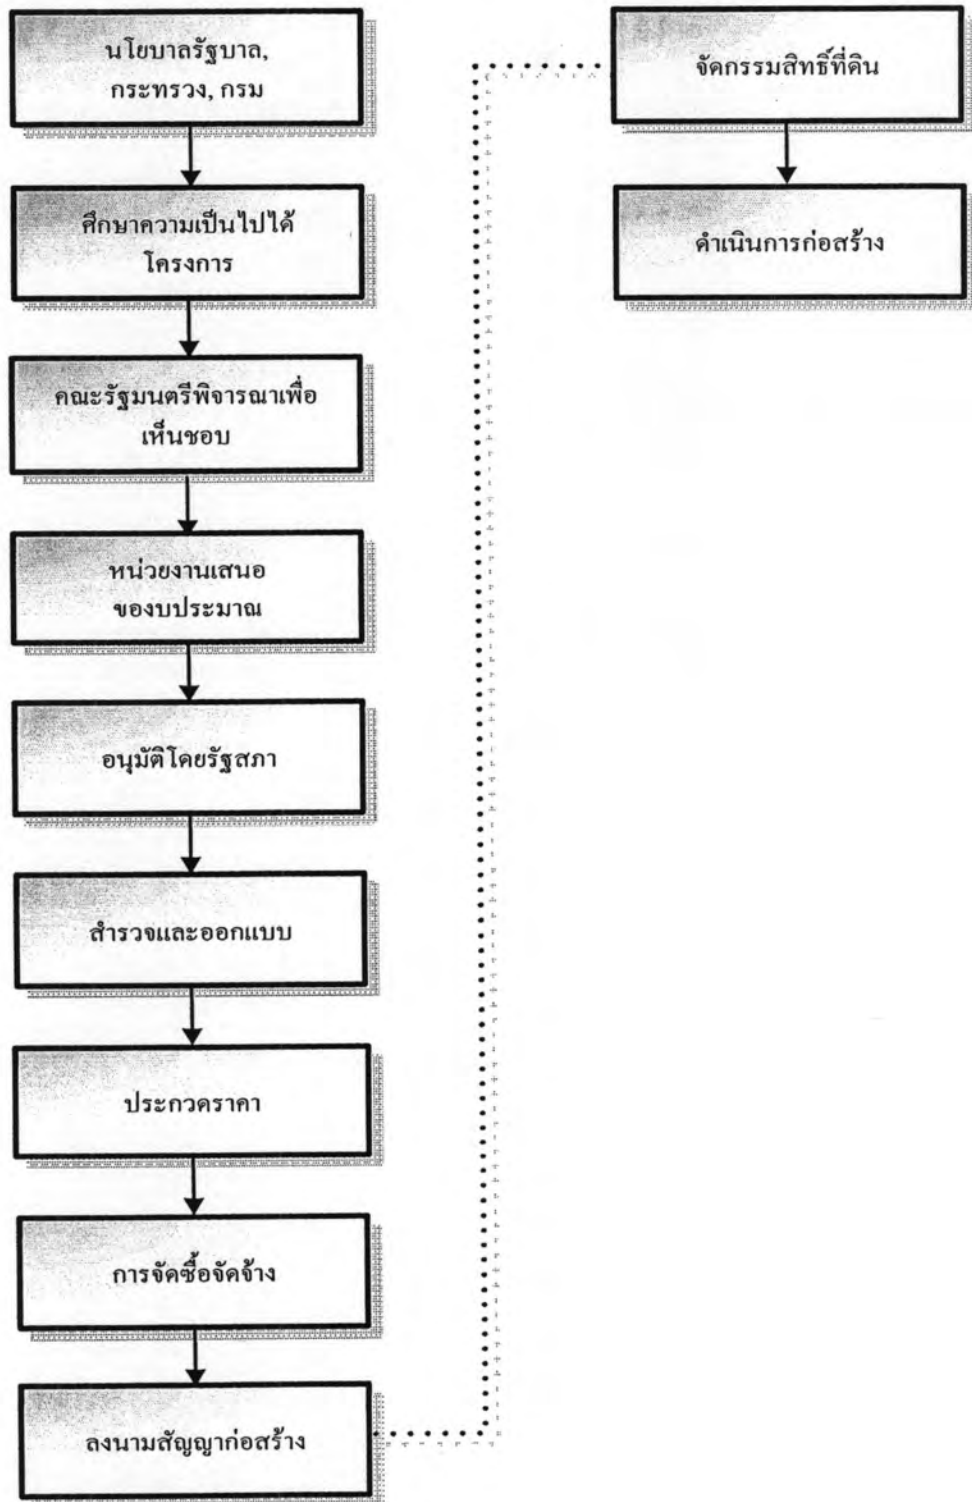 นโยบาลรัฐบาล,
กระทรวง, กรม
ศึกษาความเป็นไปได้
โครงการ
คณะรัฐมนตรีพิจารณาเพื่อ
เห็นชอบ
หน่วยงานเสนอ
ของบประมาณ
อนุมัติโดยรัฐสภา
สำรวจและออกแบบ
ประกวดราคา
การจัดซื้อจัดจ้าง
ลงนามสัญญาก่อสร้าง
จัดกรรมสิทธิ์ที่ดิน
ดำเนินการก่อสร้าง